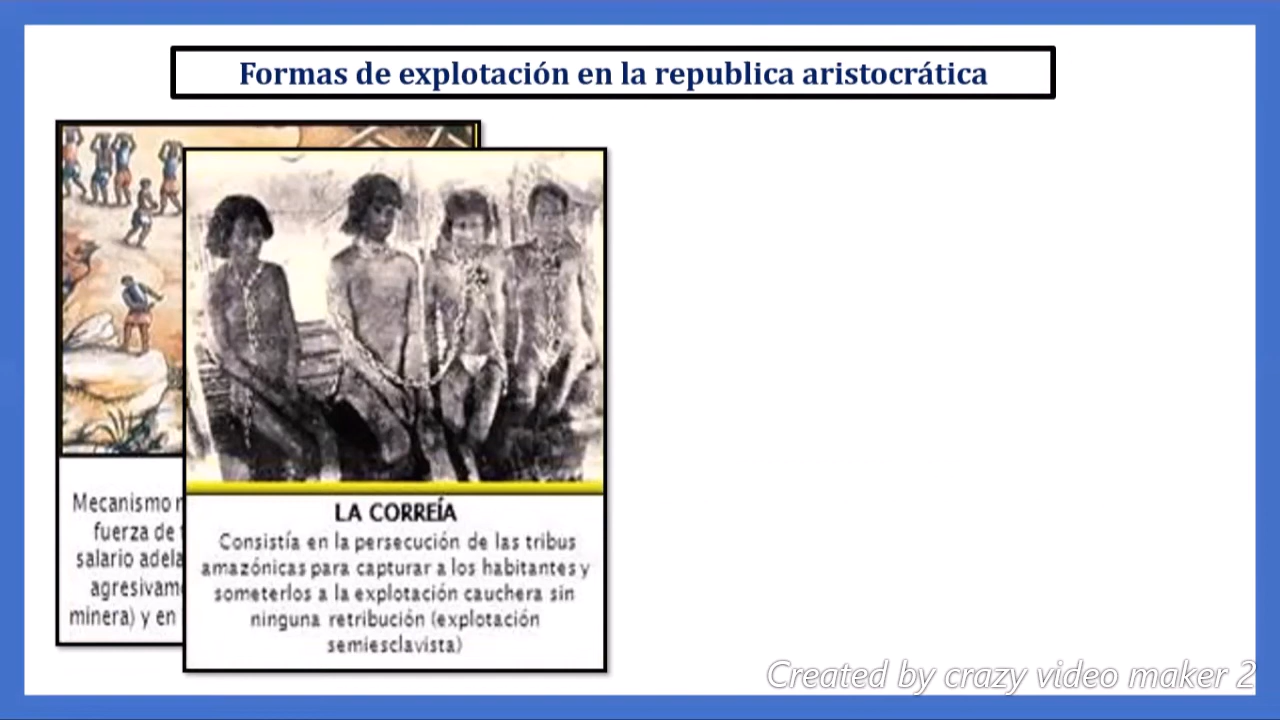 Formas de explotación en la republica aristocrática
Mecanismo
fuerza de
salario
minera) y en
LA CORREÍA
Consistía en la persecución de las tribus
amazónicas para capturar a los habitantes y
someterlos a la explotación cauchera sin
ninguna retribución (explotación
semiesclavista)
Created by crazy video maker 2